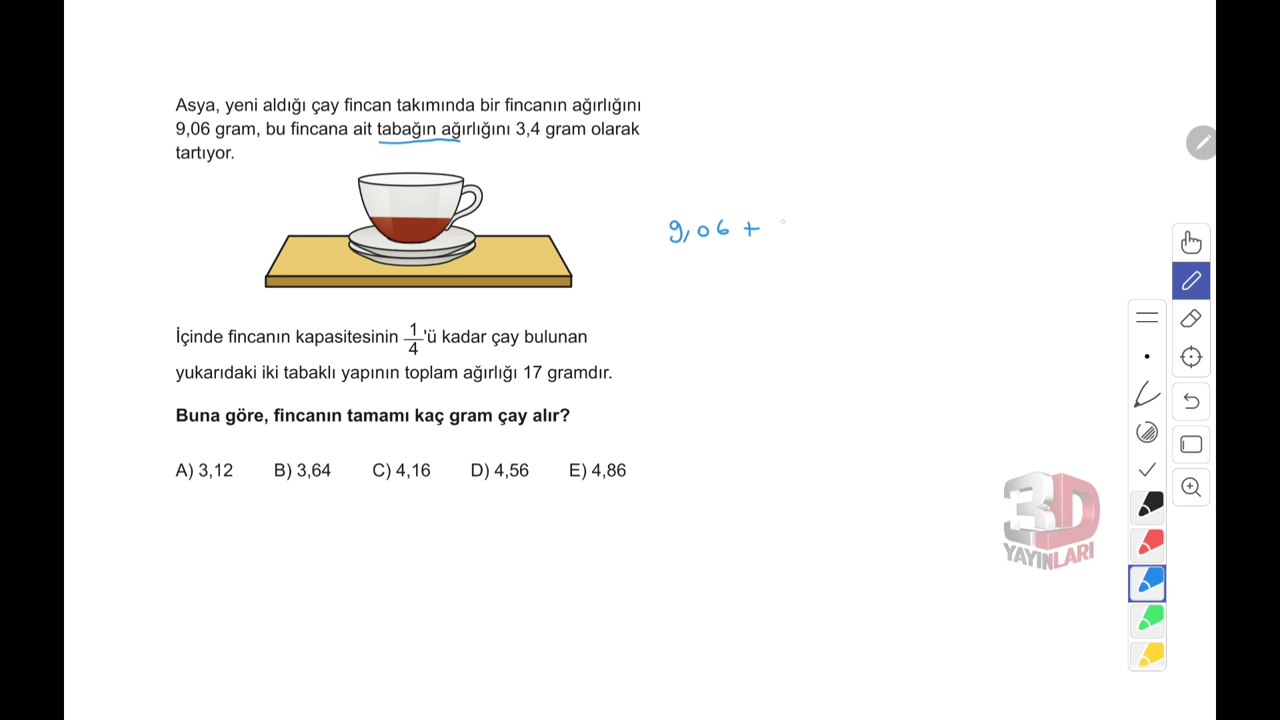 Asya, yeni aldığı çay fincan takımında bir fincanın ağırlığını
9,06 gram, bu fincana ait tabağın ağırlığını 3,4 gram olarak
tartıyor.
9,06 +
İçinde fincanın kapasitesinin 1/4'ü kadar çay bulunan
yukarıdaki iki tabaklı yapının toplam ağırlığı 17 gramdır.
Buna göre, fincanın tamamı kaç gram çay alır?
A) 3,12 B) 3,64 C) 4,16 D) 4,56 E) 4,86
3D
YAYINLARI